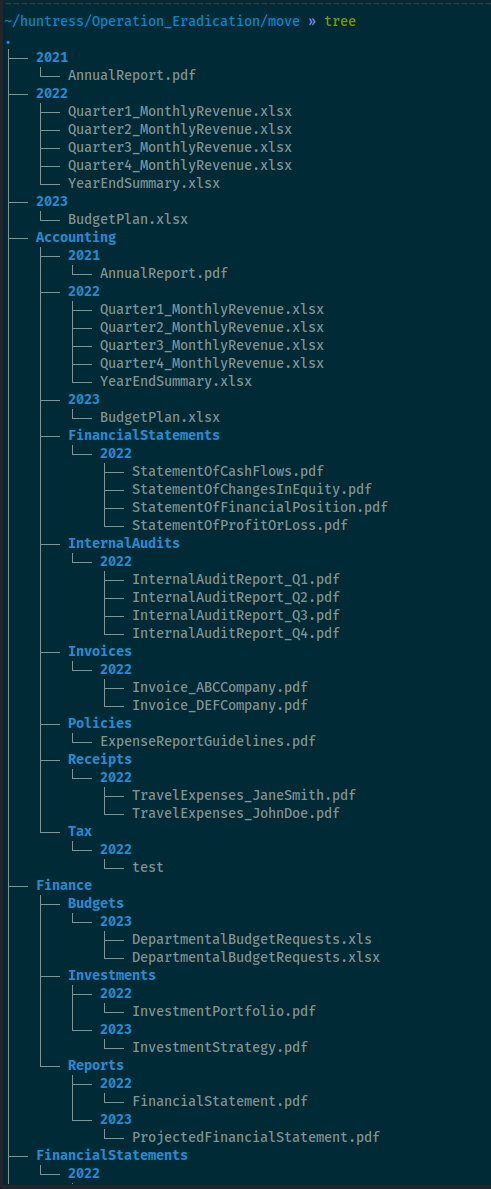 ~/huntress/Operation_Eradication/move » tree
.
├── 2021
│   └── AnnualReport.pdf
├── 2022
│   ├── Quarter1_MonthlyRevenue.xlsx
│   ├── Quarter2_MonthlyRevenue.xlsx
│   ├── Quarter3_MonthlyRevenue.xlsx
│   ├── Quarter4_MonthlyRevenue.xlsx
│   └── YearEndSummary.xlsx
├── 2023
│   └── BudgetPlan.xlsx
├── Accounting
│   ├── 2021
│   │   └── AnnualReport.pdf
│   ├── 2022
│   │   ├── Quarter1_MonthlyRevenue.xlsx
│   │   ├── Quarter2_MonthlyRevenue.xlsx
│   │   ├── Quarter3_MonthlyRevenue.xlsx
│   │   ├── Quarter4_MonthlyRevenue.xlsx
│   │   └── YearEndSummary.xlsx
│   ├── 2023
│   │   └── BudgetPlan.xlsx
│   ├── FinancialStatements
│   │   └── 2022
│   │       ├── StatementOfCashFlows.pdf
│   │       ├── StatementOfChangesInEquity.pdf
│   │       ├── StatementOfFinancialPosition.pdf
│   │       └── StatementOfProfitOrLoss.pdf
│   ├── InternalAudits
│   │   └── 2022
│   │       ├── InternalAuditReport_Q1.pdf
│   │       ├── InternalAuditReport_Q2.pdf
│   │       ├── InternalAuditReport_Q3.pdf
│   │       └── InternalAuditReport_Q4.pdf
│   ├── Invoices
│   │   └── 2022
│   │       ├── Invoice_ABCCompany.pdf
│   │       └── Invoice_DEFCompany.pdf
│   ├── Policies
│   │   └── ExpenseReportGuidelines.pdf
│   ├── Receipts
│   │   └── 2022
│   │       ├── TravelExpenses_JaneSmith.pdf
│   │       └── TravelExpenses_JohnDoe.pdf
│   └── Tax
│       └── 2022
│           └── test
├── Finance
│   ├── Budgets
│   │   └── 2023
│   │       ├── DepartmentalBudgetRequests.xls
│   │       └── DepartmentalBudgetRequests.xlsx
│   ├── Investments
│   │   ├── 2022
│   │   │   └── InvestmentPortfolio.pdf
│   │   └── 2023
│   │       └── InvestmentStrategy.pdf
│   └── Reports
│       ├── 2022
│       │   └── FinancialStatement.pdf
│       └── 2023
│           └── ProjectedFinancialStatement.pdf
├── FinancialStatements
│   └── 2022